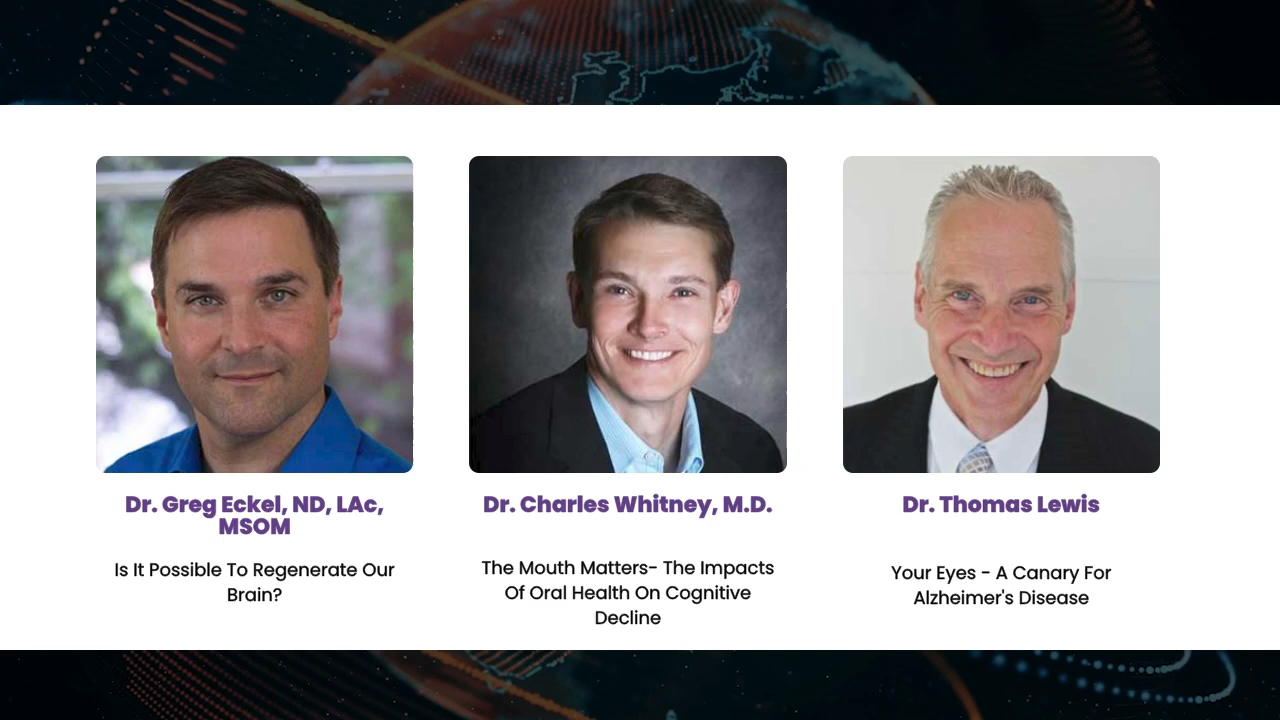 Dr. Greg Eckel, ND, LAc,
MSOM
Is It Possible To Regenerate Our
Brain?
Dr. Charles Whitney, M.D.
The Mouth Matters- The Impacts
Of Oral Health On Cognitive
Decline
Dr. Thomas Lewis
Your Eyes - A Canary For
Alzheimer's Disease